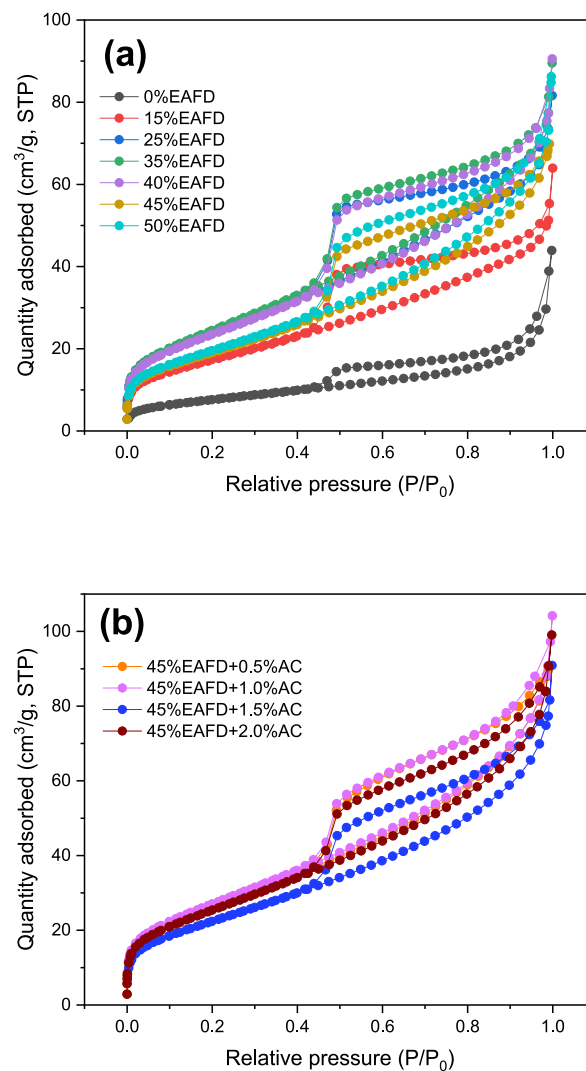 (a)
0%EAFD
15%EAFD
25%EAFD
35%EAFD
40%EAFD
45%EAFD
50%EAFD
Quantity adsorbed (cm³/g, STP)
100
80
60
40
20
0
0.0 0.2 0.4 0.6 0.8 1.0
Relative pressure (P/P₀)
(b)
45%EAFD+0.5%AC
45%EAFD+1.0%AC
45%EAFD+1.5%AC
45%EAFD+2.0%AC
Quantity adsorbed (cm³/g, STP)
100
80
60
40
20
0
0.0 0.2 0.4 0.6 0.8 1.0
Relative pressure (P/P₀)